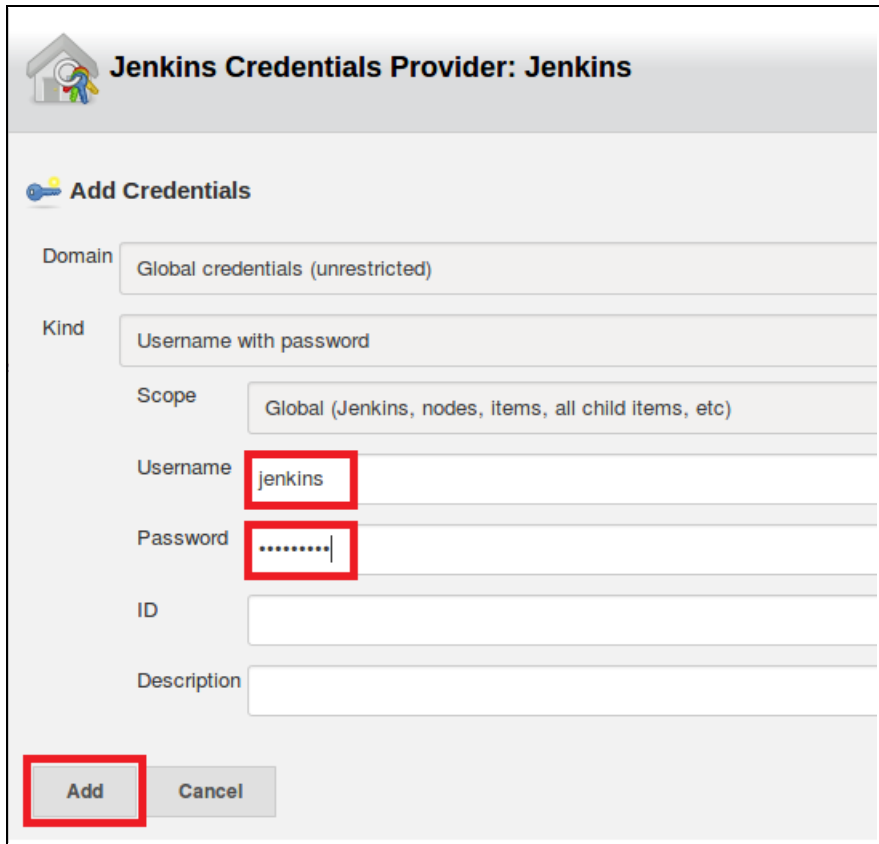 Jenkins Credentials Provider: Jenkins
Add Credentials
Domain
Global credentials (unrestricted)
Kind
Username with password
Scope
Global (Jenkins, nodes, items, all child items, etc)
Username
jenkins
Password
•••••••••
ID
Description
Add
Cancel